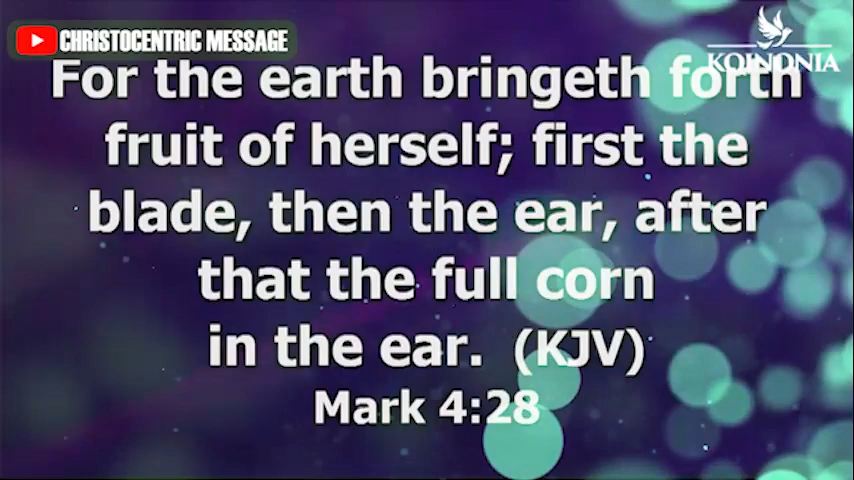 CHRISTOCENTRIC MESSAGE
KOINONIA
For the earth bringeth forth
fruit of herself; first the
blade, then the ear, after
that the full corn
in the ear. (KJV)
Mark 4:28